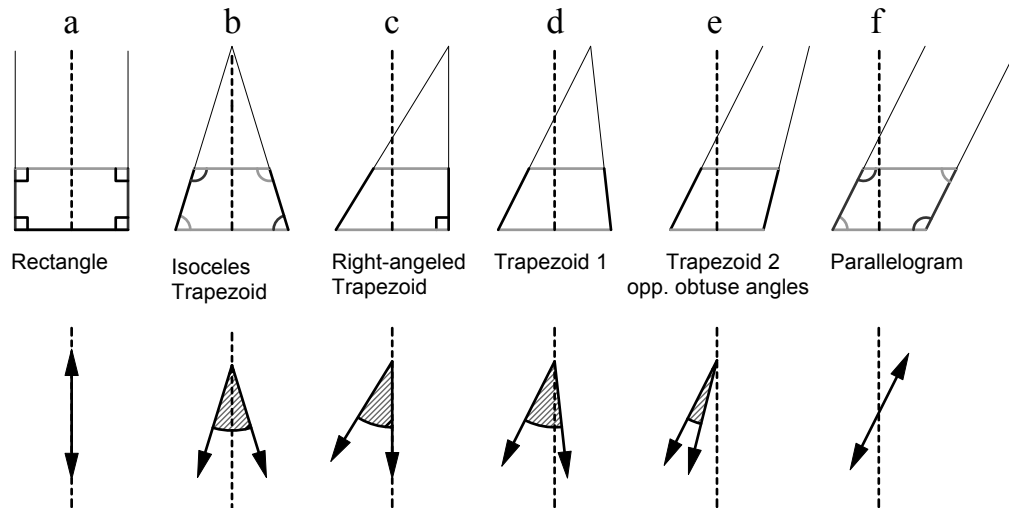 a b c d e f
Rectangle
Isoceles
Trapezoid
Right-angeled
Trapezoid
Trapezoid 1
Trapezoid 2
opp. obtuse angles
Parallelogram